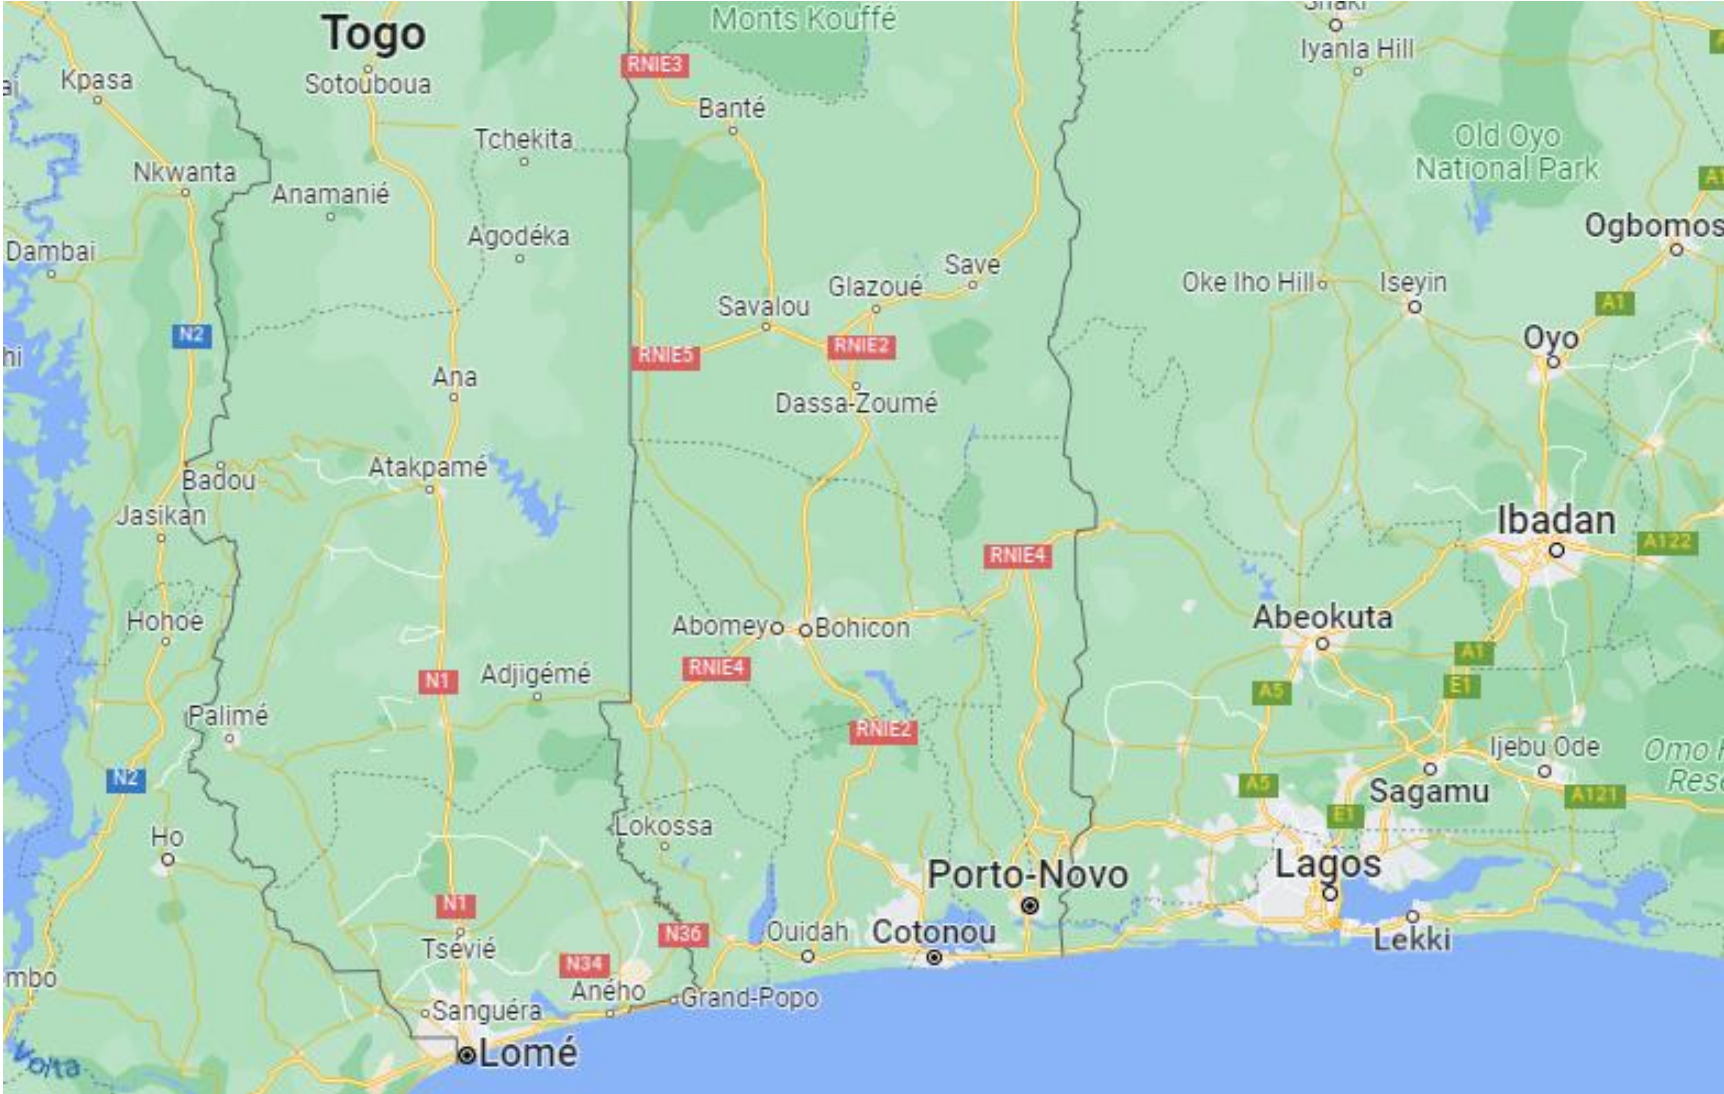 Togo
Monts Kouffé
Iyanla Hill
Kpasa
Sotouboua
RNIE3
Banté
Tchekita
Old Oyo
National Park
Nkwanta
Anamanié
Ogbomos
Dambai
Agodéka
Save
Glazoué
Oke Iho Hill
Iseyin
A1
Savalou
N2
RNIE5
RNIE2
Oyo
hi
Ana
Dassa-Zoumé
Atakpamé
Badou
Jasikan
Ibadan
RNIE4
A122
Hohoe
Abomey
Bohicon
Abeokuta
A1
RNIE4
N1
Adjigémé
A5
E1
Palimé
RNIE2
Ijebu Ode
Omo
Rese
N2
A5
Sagamu
A121
E1
Ho
Lokossa
Lagos
Porto-Novo
N1
N36
Ouidah
Cotonou
Lekki
Tsévié
N34
mbo
Aného
Grand-Popo
Sanguéra
Lomé
Volta